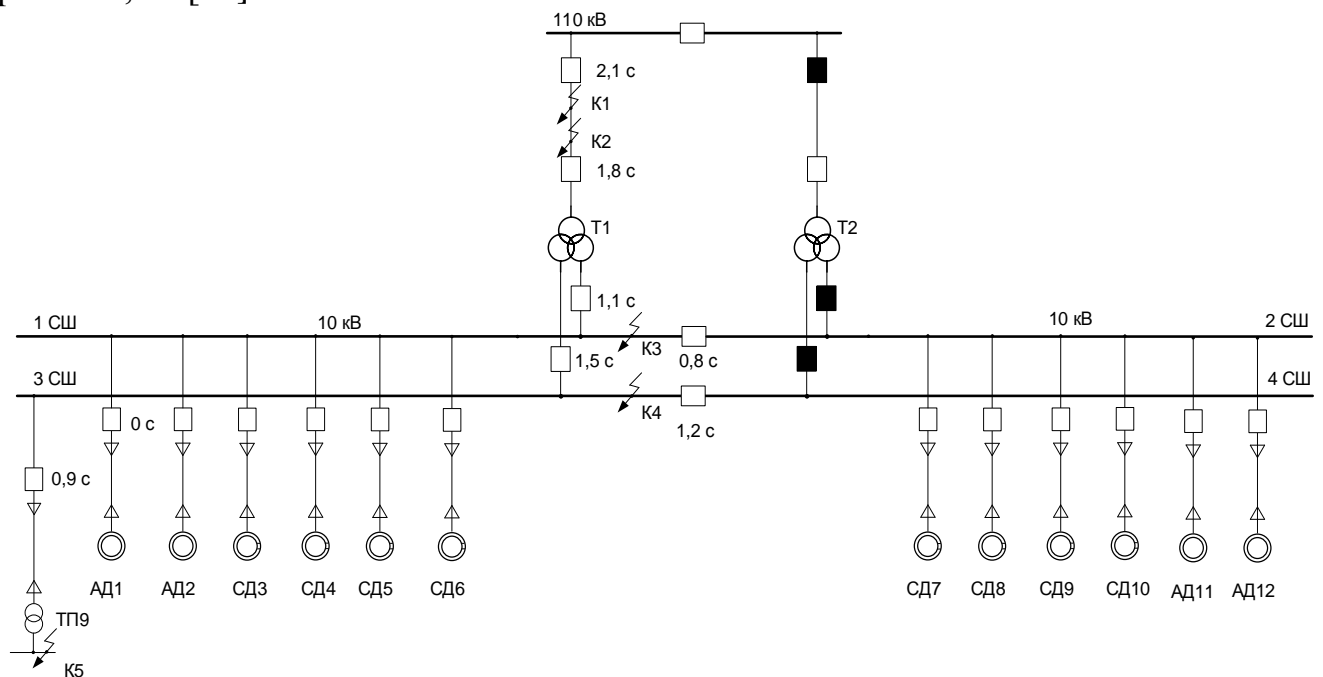 110 кВ
2,1 с
К1
К2
1,8 с
Т1
Т2
1,1 с
1 СШ
10 кВ
10 кВ
2 СШ
К3
1,5 с
0,8 с
3 СШ
4 СШ
К4
0 с
1,2 с
0,9 с
АД1
АД2
СД3
СД4
СД5
СД6
СД7
СД8
СД9
СД10
АД11
АД12
ТП9
К5